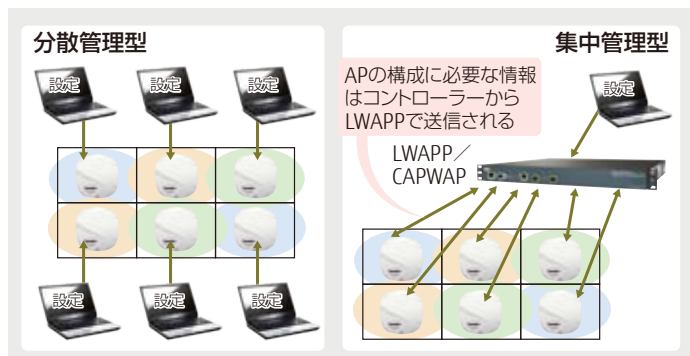 分散管理型
設定
設定
設定
設定
設定
設定
集中管理型
APの構成に必要な情報
はコントローラーから
LWAPPで送信される
設定
LWAPP／
CAPWAP